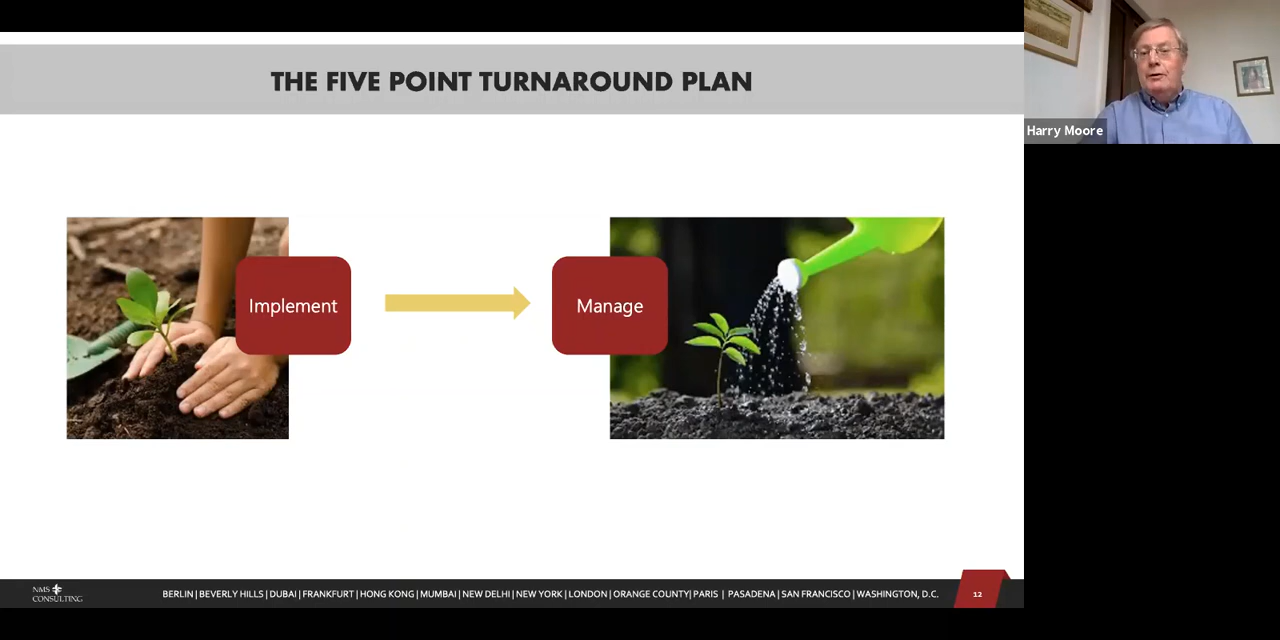 THE FIVE POINT TURNAROUND PLAN
Harry Moore
Implement
Manage
NMS
CONSULTING
BERLIN | BEVERLY HILLS | DUBAI | FRANKFURT | HONG KONG | MUMBAI | NEW DELHI | NEW YORK | LONDON | ORANGE COUNTY| PARIS | PASADENA | SAN FRANCISCO | WASHINGTON, D.C.
12